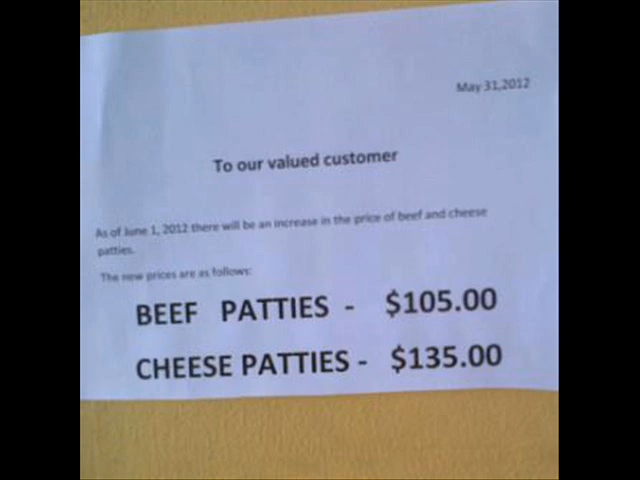 May 31,2012
To our valued customer
As of June 1, 2012 there will be an increase in the price of beef and cheese
patties.
The new prices are as follows:
BEEF PATTIES - $105.00
CHEESE PATTIES - $135.00